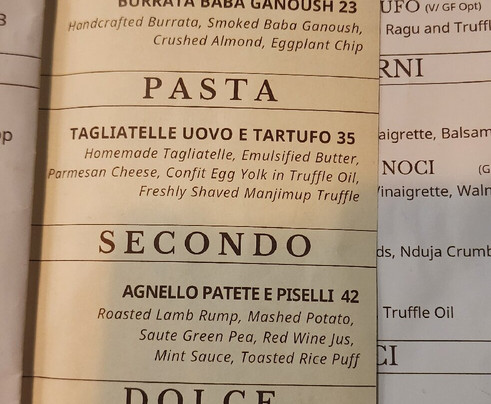 BURRATA BABA GANOUSH 23
Handcrafted Burrata, Smoked Baba Ganoush,
Crushed Almond, Eggplant Chip
PASTA
TAGLIATELLE UOVO E TARTUFO 35
Homemade Tagliatelle, Emulsified Butter,
Parmesan Cheese, Confit Egg Yolk in Truffle Oil,
Freshly Shaved Manjimup Truffle
SECONDO
AGNELLO PATETE E PISELLI 42
Roasted Lamb Rump, Mashed Potato,
Saute Green Pea, Red Wine Jus,
Mint Sauce, Toasted Rice Puff
DOLCE
UFO (V/ GF Opt)
Ragu and Truffl
RNI
aigrette, Balsam
NOCI (G
Vinaigrette, Waln
ds, Nduja Crumb
Truffle Oil
CI